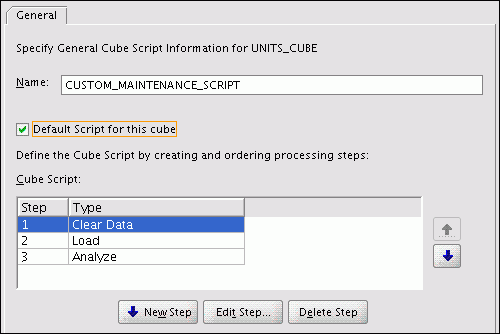 General
Specify General Cube Script Information for UNITS_CUBE
Name: CUSTOM_MAINTENANCE_SCRIPT
Default Script for this cube
Define the Cube Script by creating and ordering processing steps:
Cube Script:
Step Type
1 Clear Data
2 Load
3 Analyze
New Step Edit Step... Delete Step